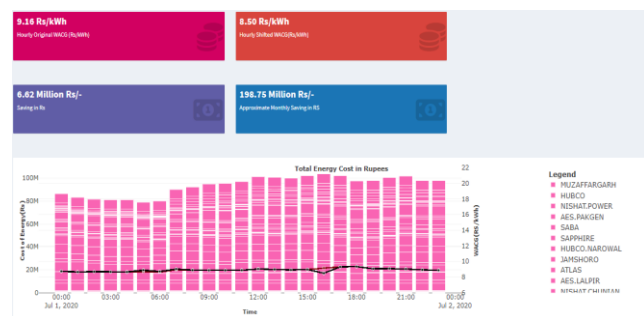 9.16 Rs/kWh
Hourly Original WACG (Rs/kWh)
8.50 Rs/kWh
Hourly Shifted WACG(Rs/kWh)
6.62 Million Rs/-
Saving in Rs
198.75 Million Rs/-
Approximate Monthly Saving in RS
Total Energy Cost in Rupees
100M
80M
60M
40M
20M
0
Cost of Energy(Rs)
22
20
18
16
14
12
10
8
6
WACG(RS./kWh)
00:00
Jul 1, 2020
03:00
06:00
09:00
12:00
15:00
18:00
21:00
00:00
Jul 2, 2020
Time
Legend
MUZAFFARGARH
HUBCO
NISHAT.POWER
AES.PAKGEN
SABA
SAPPHIRE
HUBCO.NAROWAL
JAMSHORO
ATLAS
AES.LALPIR
NISHAT.CHUNIAN